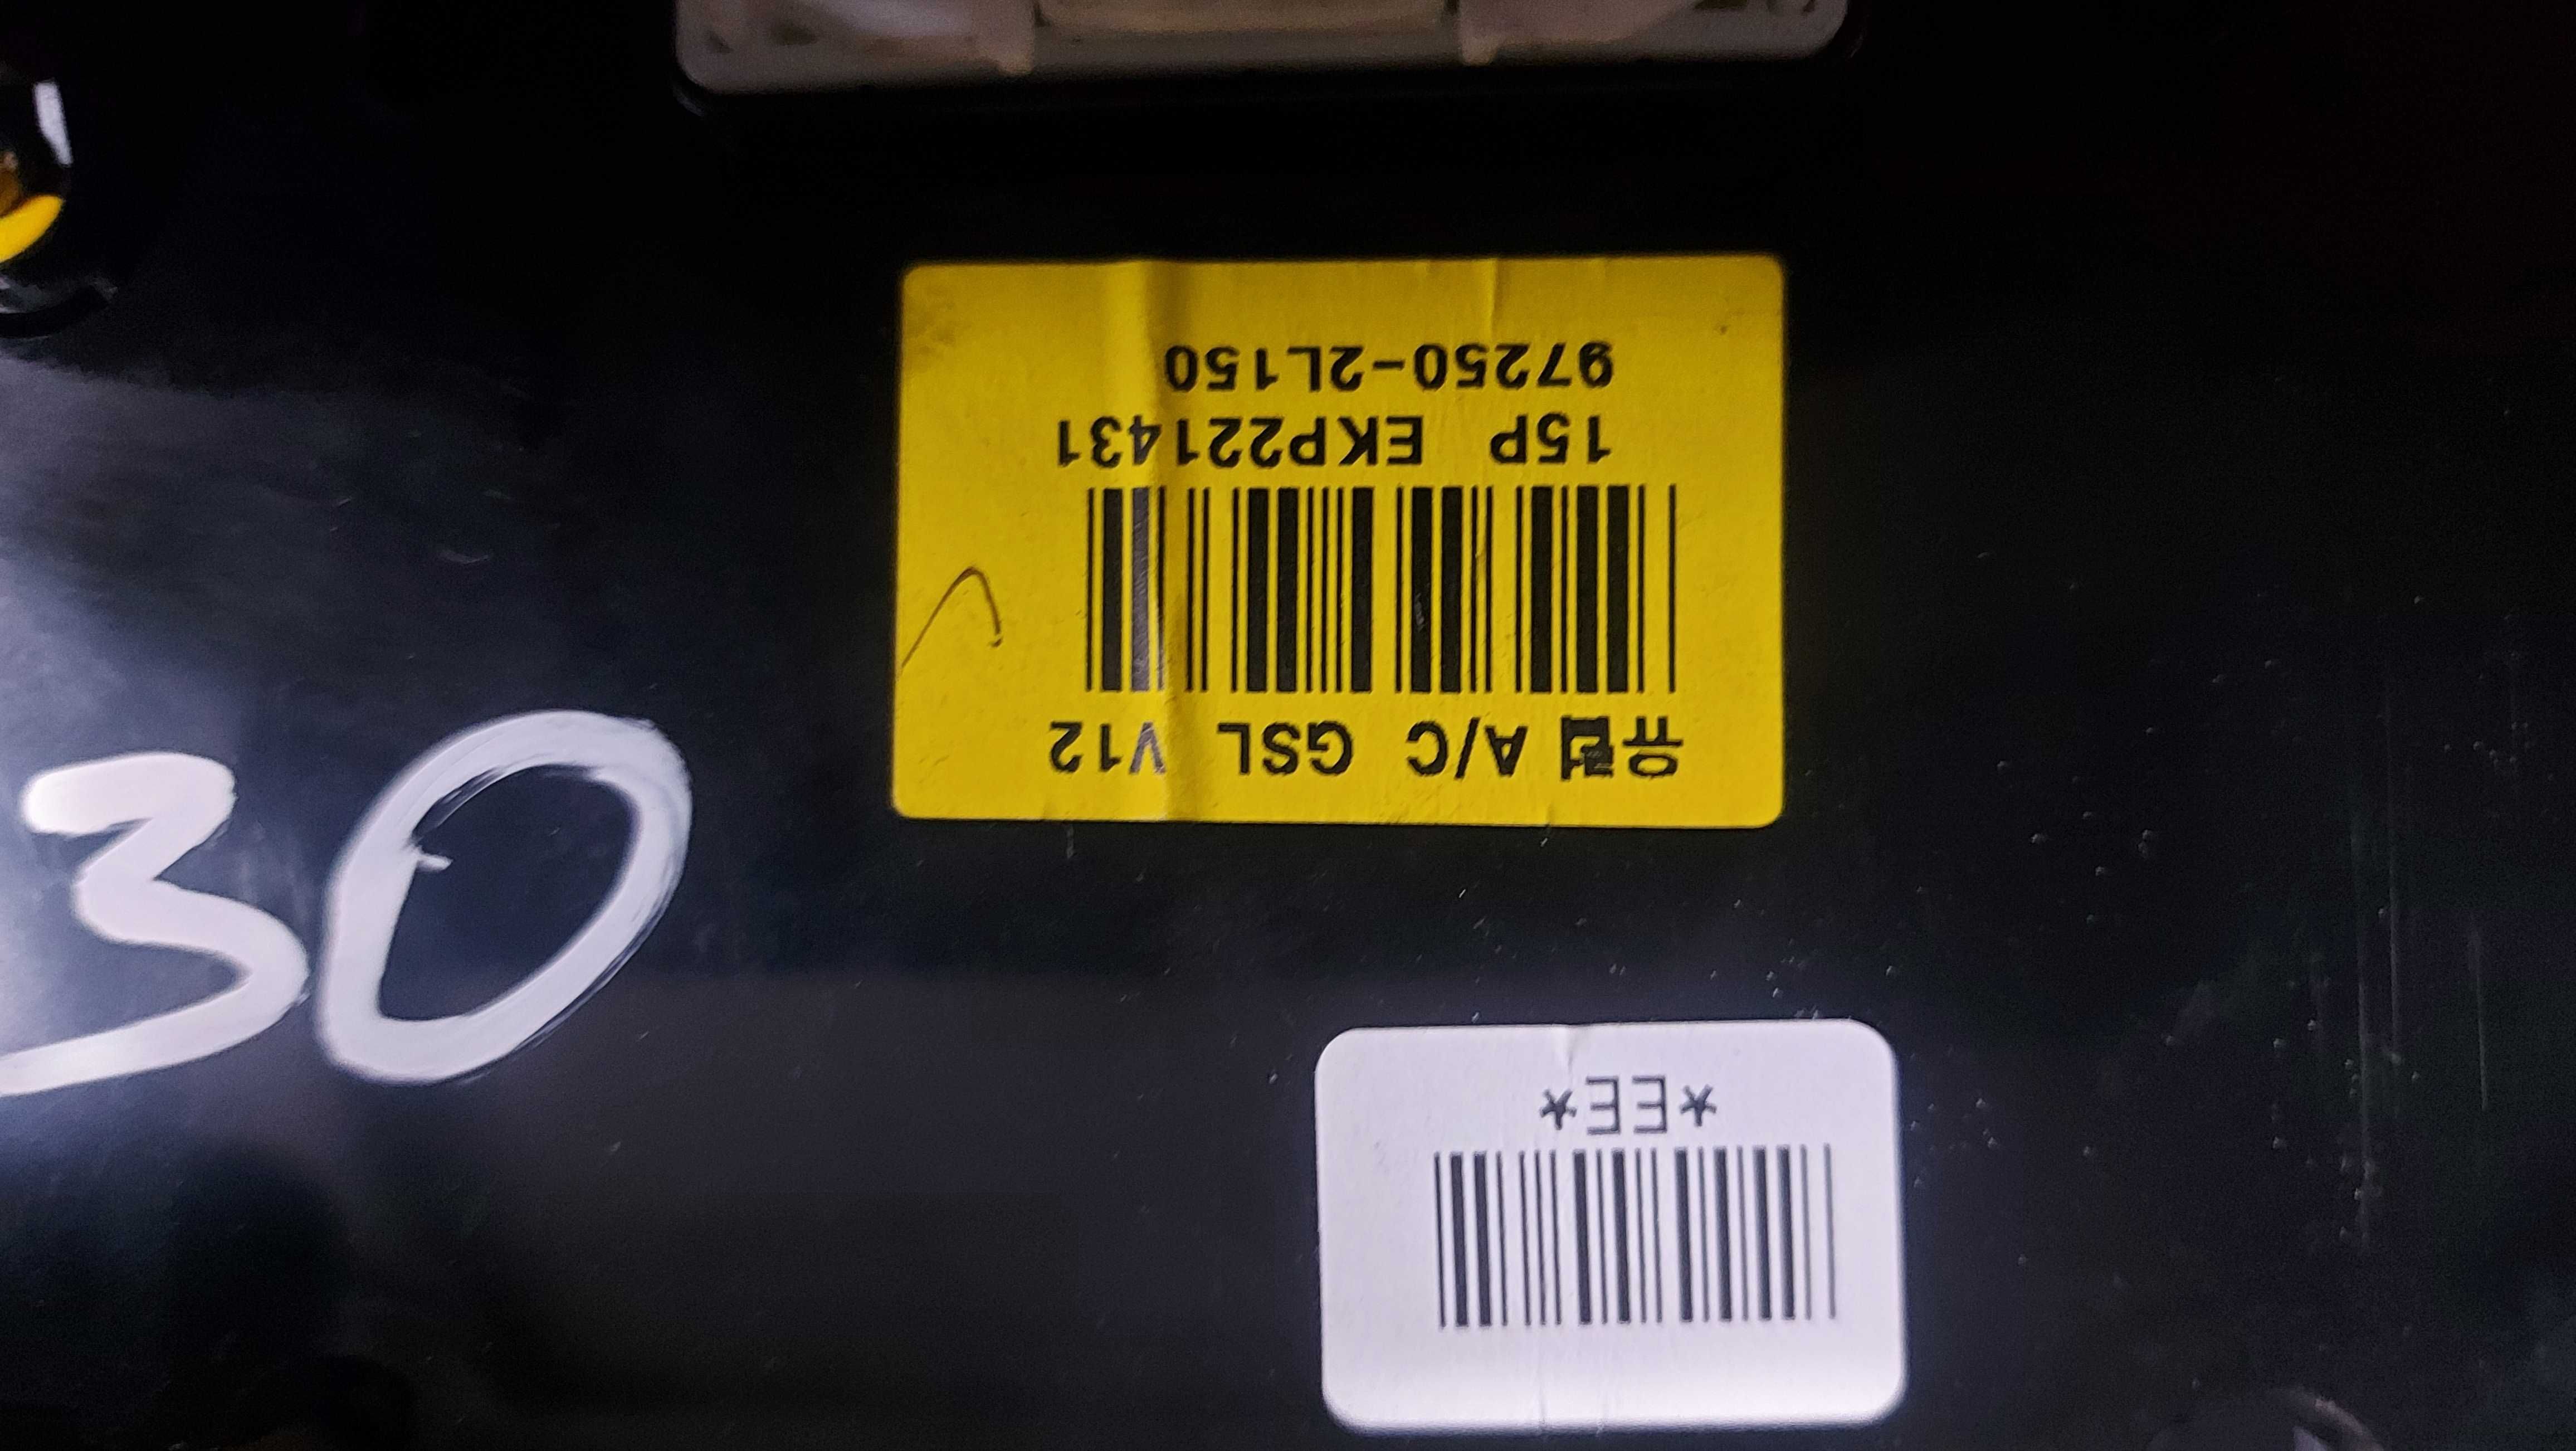 유럽 A/C GSL V12
15P EKP221431
97250-2L150
*EE*
30